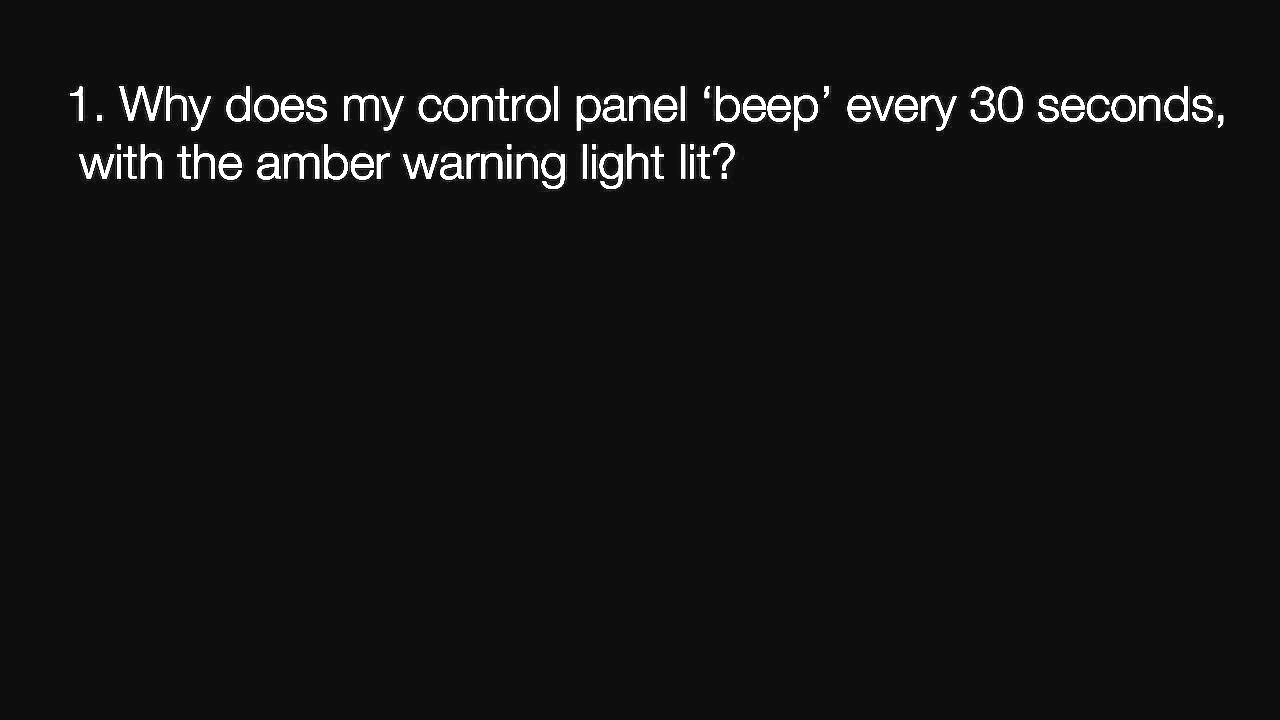 1. Why does my control panel ‘beep’ every 30 seconds,
with the amber warning light lit?